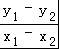 y₁ − y₂
x₁ − x₂